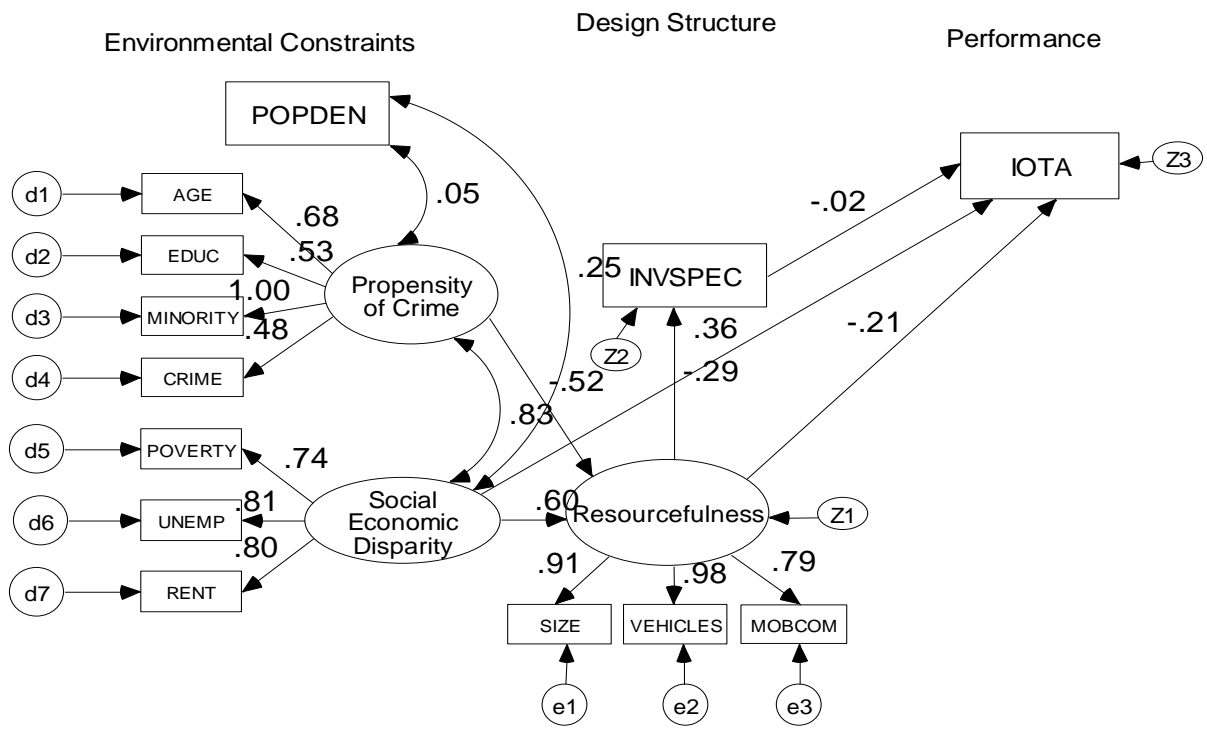 Environmental Constraints
Design Structure
Performance
POPDEN
IOTA
Z3
d1
AGE
.05
.68
-.02
d2
EDUC
.53
Propensity
of Crime
.25
INVSPEC
d3
MINORITY
1.00
.48
.36
-.21
Z2
d4
CRIME
-.52
-.29
.83
d5
POVERTY
.74
d6
UNEMP
.81
Social
Economic
Disparity
.60
Resourcefulness
Z1
.80
d7
RENT
.91
.98
.79
SIZE
VEHICLES
MOBCOM
e1
e2
e3